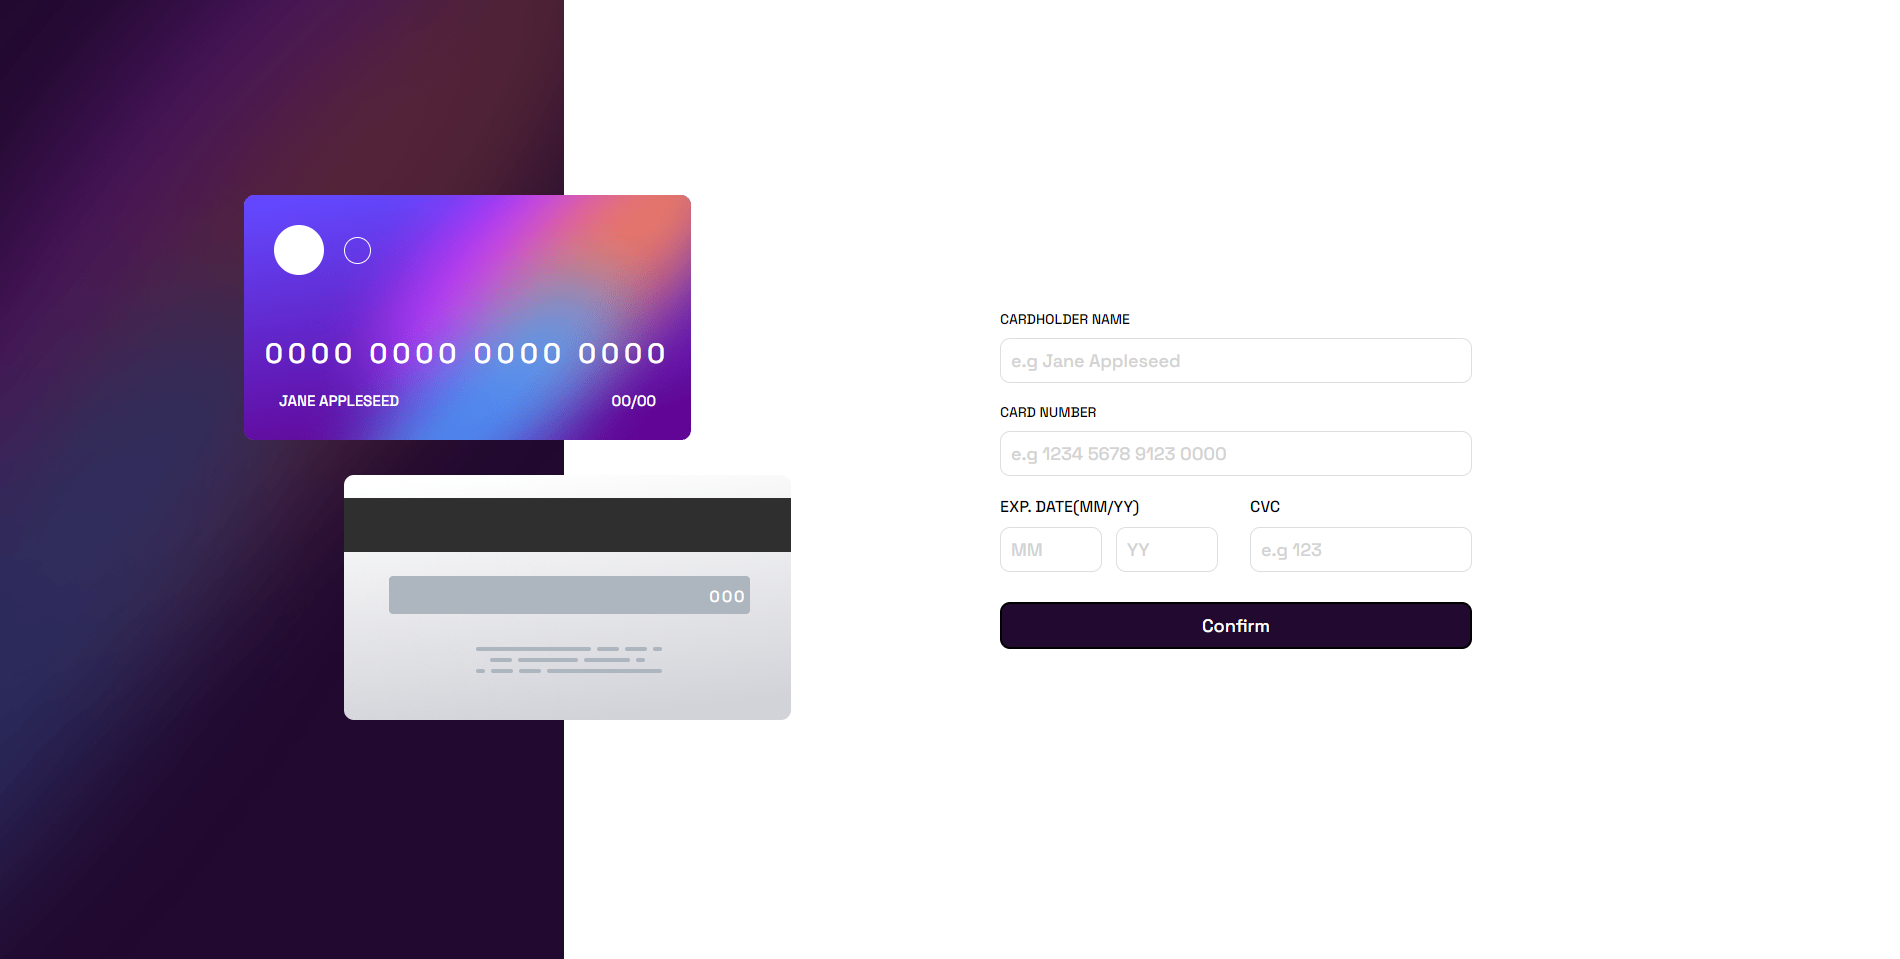 0000 0000 0000 0000
JANE APPLESEED 00/00
000
CARDHOLDER NAME
e.g Jane Appleseed
CARD NUMBER
e.g 1234 5678 9123 0000
EXP. DATE(MM/YY) CVC
MM YY e.g 123
Confirm